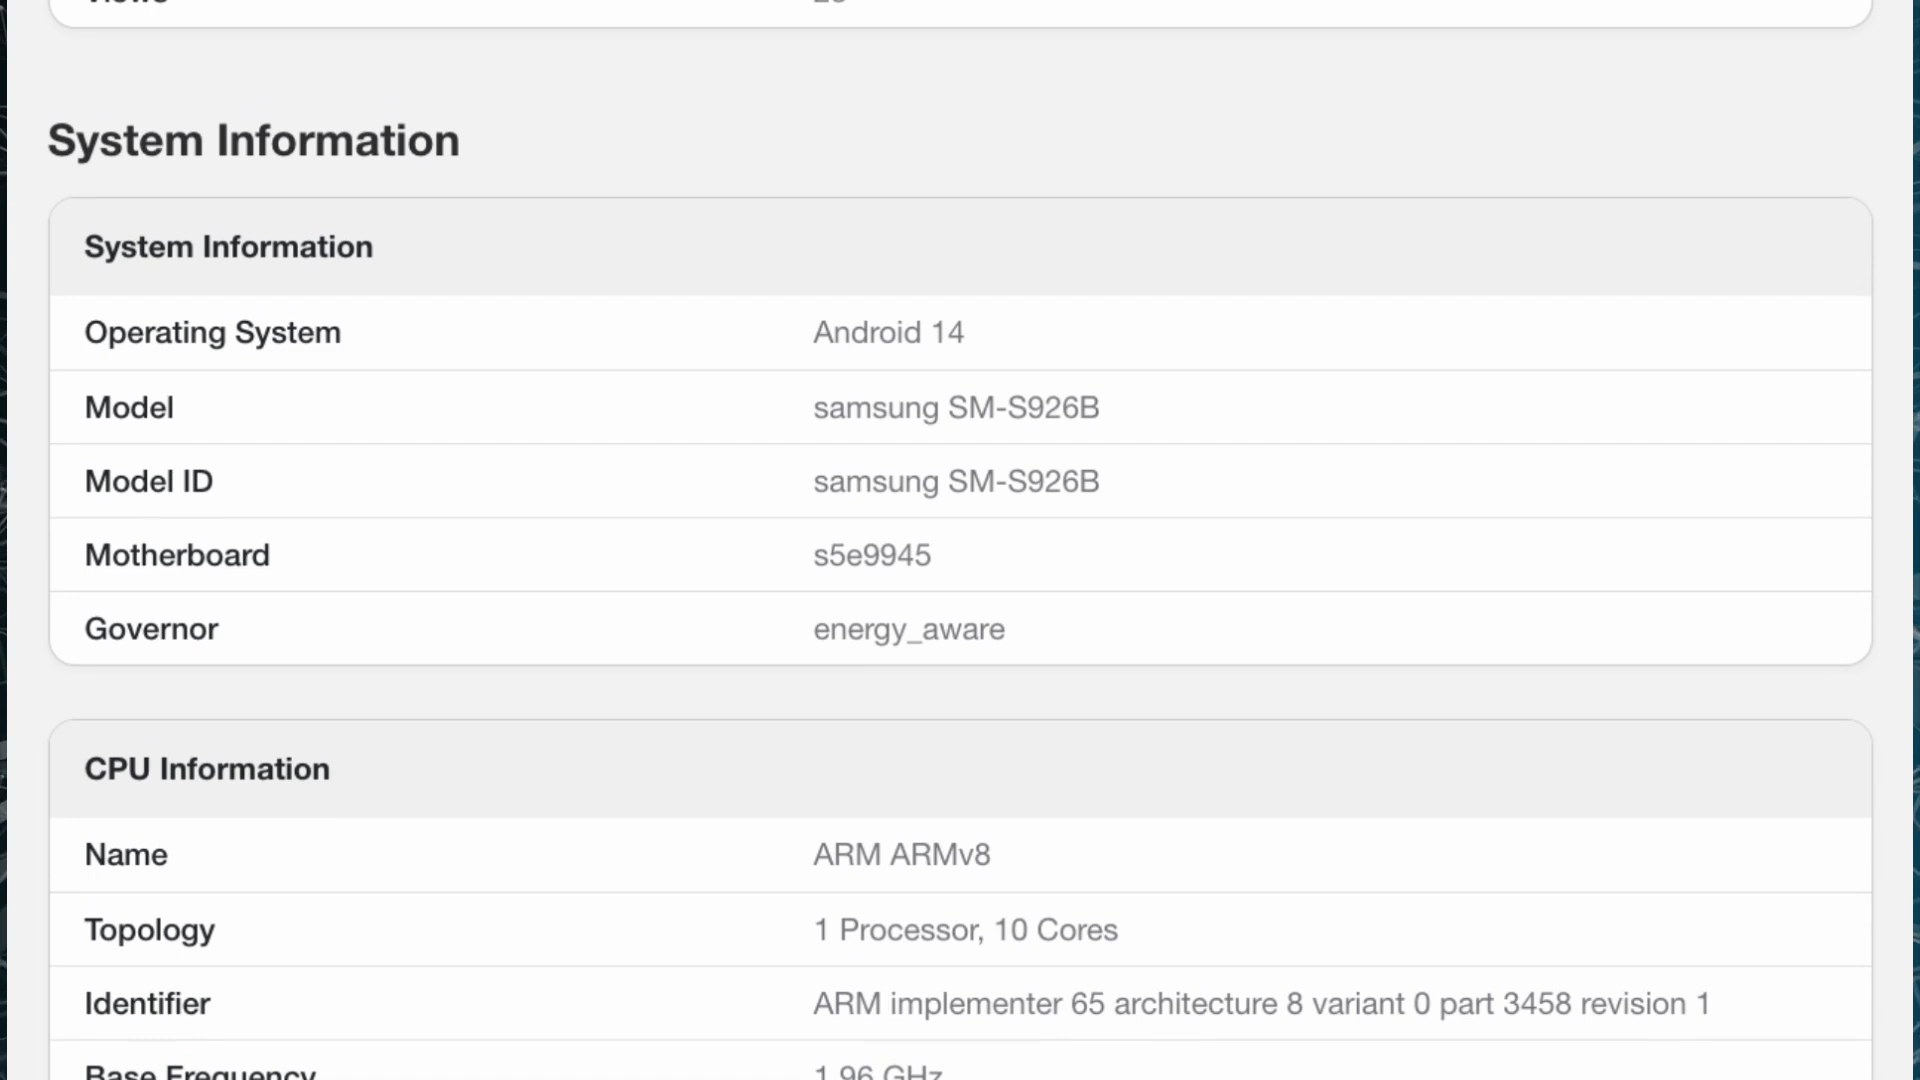 Views
System Information
System Information
Operating System Android 14
Model samsung SM-S926B
Model ID samsung SM-S926B
Motherboard s5e9945
Governor energy_aware
CPU Information
Name ARM ARMv8
Topology 1 Processor, 10 Cores
Identifier ARM implementer 65 architecture 8 variant 0 part 3458 revision 1
Base Frequency 1.96 GHz